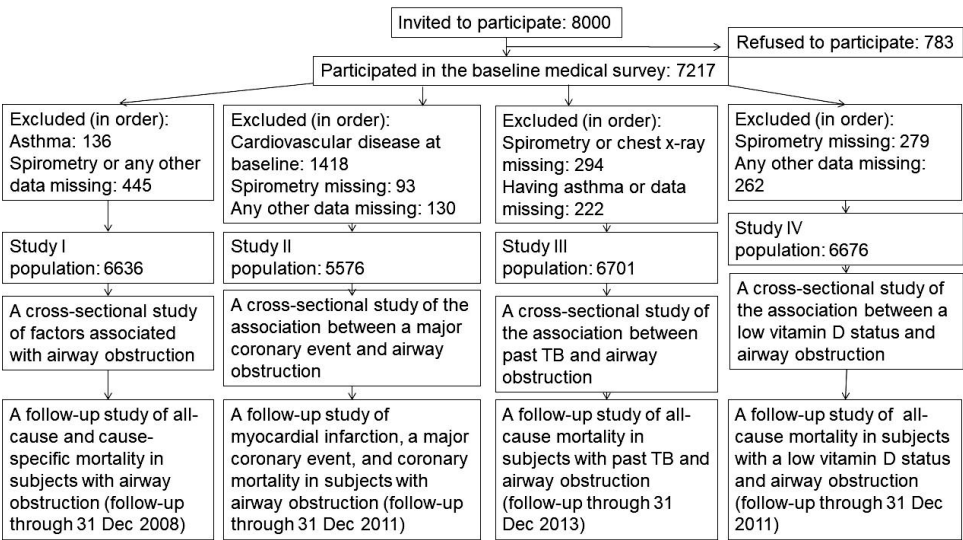 Invited to participate: 8000
Refused to participate: 783
Participated in the baseline medical survey: 7217
Excluded (in order):
Asthma: 136
Spirometry or any other
data missing: 445
Excluded (in order):
Cardiovascular disease at
baseline: 1418
Spirometry missing: 93
Any other data missing: 130
Excluded (in order):
Spirometry or chest x-ray
missing: 294
Having asthma or data
missing: 222
Excluded (in order):
Spirometry missing: 279
Any other data missing:
262
Study I
population: 6636
Study II
population: 5576
Study III
population: 6701
Study IV
population: 6676
A cross-sectional study
of factors associated
with airway obstruction
A cross-sectional study of the
association between a major
coronary event and airway
obstruction
A cross-sectional study of
the association between
past TB and airway
obstruction
A cross-sectional study of
the association between a
low vitamin D status and
airway obstruction
A follow-up study of all-
cause and cause-
specific mortality in
subjects with airway
obstruction (follow-up
through 31 Dec 2008)
A follow-up study of
myocardial infarction, a major
coronary event, and coronary
mortality in subjects with
airway obstruction (follow-up
through 31 Dec 2011)
A follow-up study of all-
cause mortality in
subjects with past TB and
airway obstruction
(follow-up through 31
Dec 2013)
A follow-up study of all-
cause mortality in subjects
with a low vitamin D status
and airway obstruction
(follow-up through 31 Dec
2011)